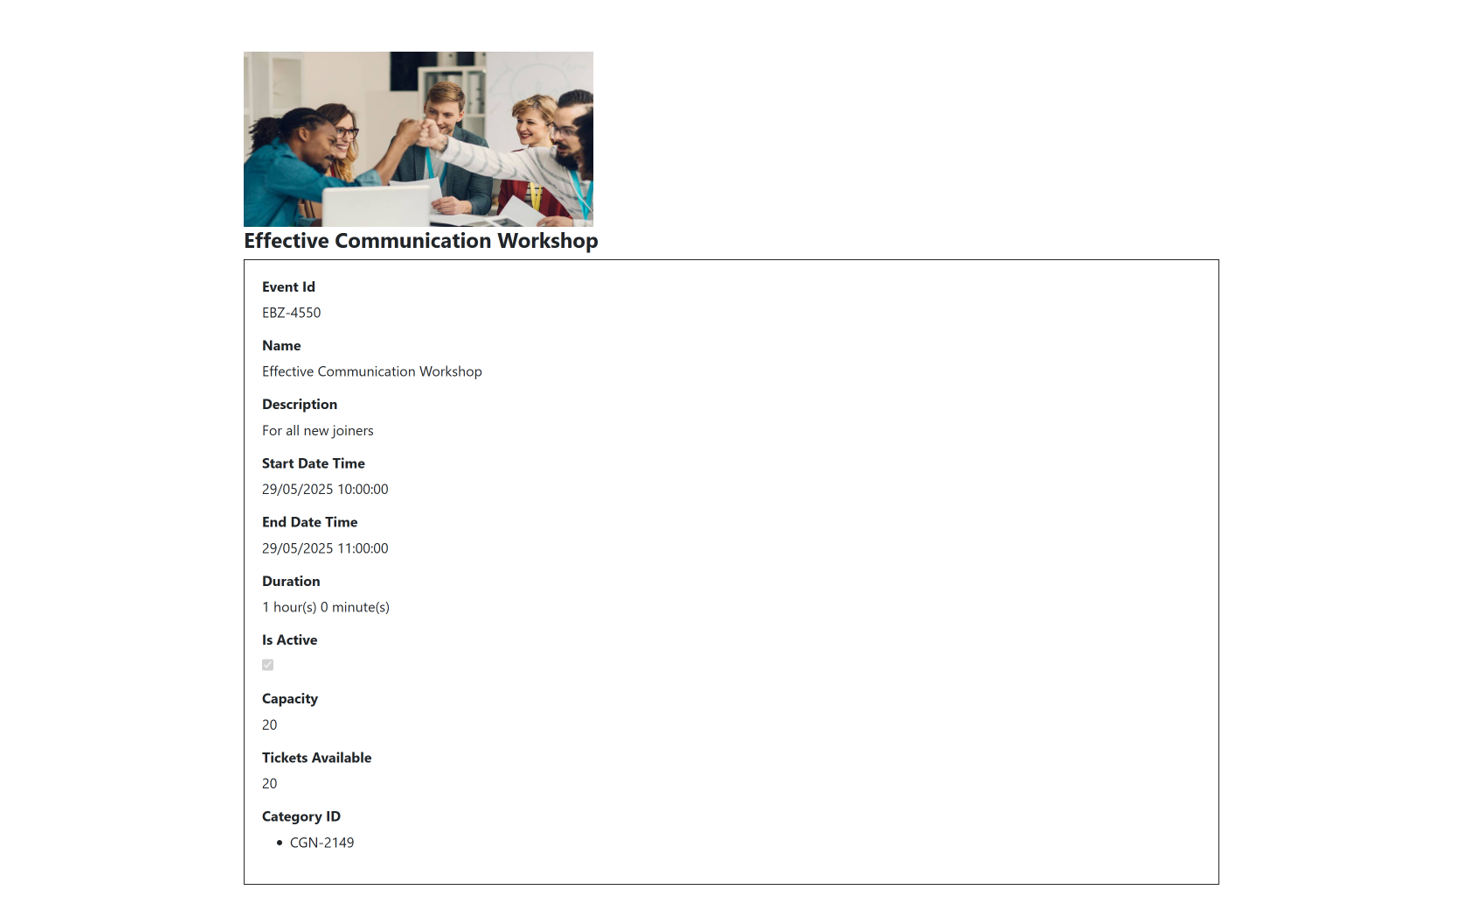 Effective Communication Workshop
Event Id
EBZ-4550
Name
Effective Communication Workshop
Description
For all new joiners
Start Date Time
29/05/2025 10:00:00
End Date Time
29/05/2025 11:00:00
Duration
1 hour(s) 0 minute(s)
Is Active
Capacity
20
Tickets Available
20
Category ID
• CGN-2149